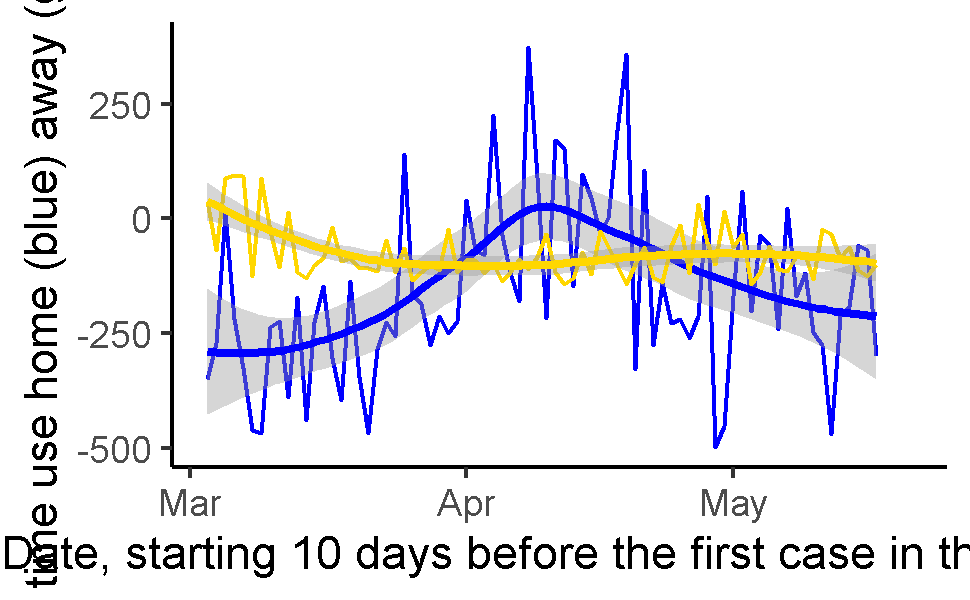 time use home (blue) away (
250
0
-250
-500
Mar Apr May
Date, starting 10 days before the first case in th